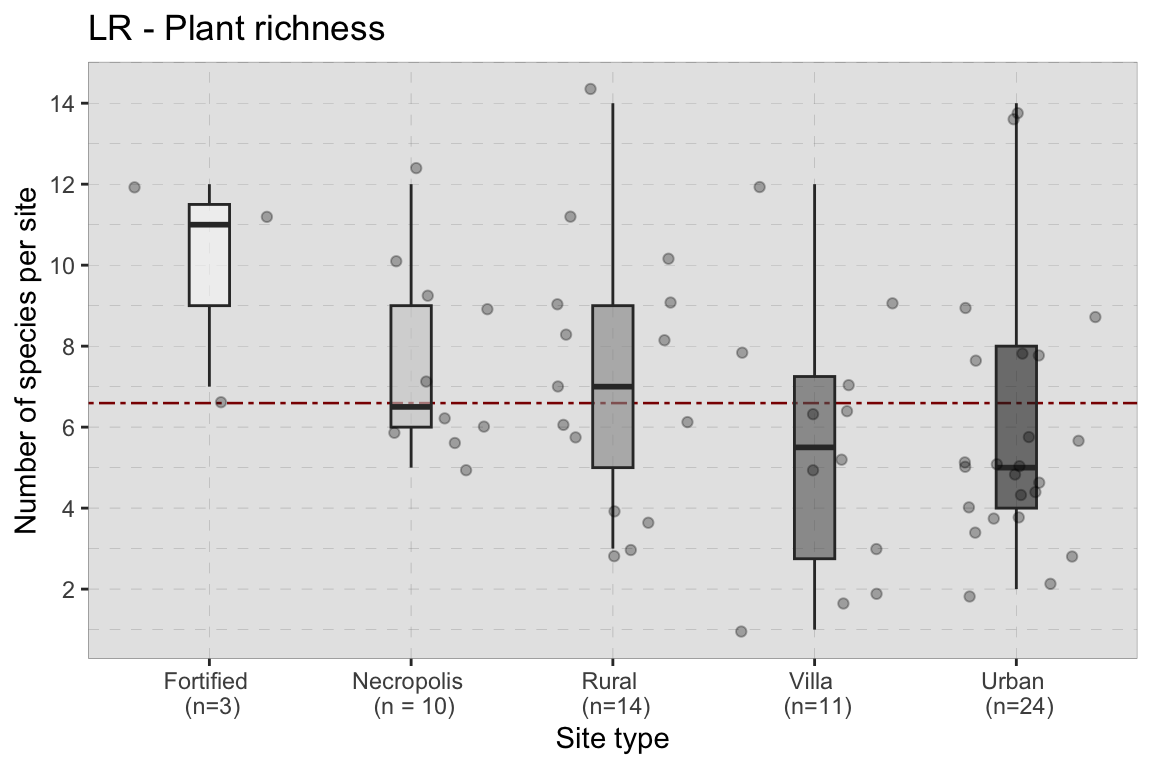 LR - Plant richness
Number of species per site
14
12
10
8
6
4
2
Fortified
(n=3)
Necropolis
(n = 10)
Rural
(n=14)
Villa
(n=11)
Urban
(n=24)
Site type